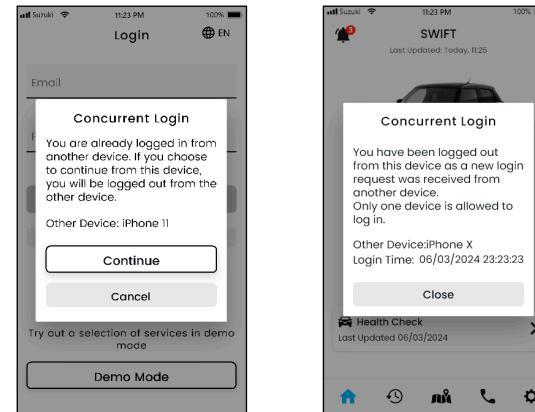 Suzuki 11:23 PM 100%
Login
EN
Email
Concurrent Login
You are already logged in from
another device. If you choose
to continue from this device,
you will be logged out from the
other device.
Other Device: iPhone 11
Continue
Cancel
Try out a selection of services in demo
mode
Demo Mode
Suzuki 11:23 PM 100%
3
SWIFT
Last Updated: Today, 11:25
Concurrent Login
You have been logged out
from this device as a new login
request was received from
another device.
Only one device is allowed to
log in.
Other Device:iPhone X
Login Time: 06/03/2024 23:23:23
Close
Health Check
Last Updated 06/03/2024